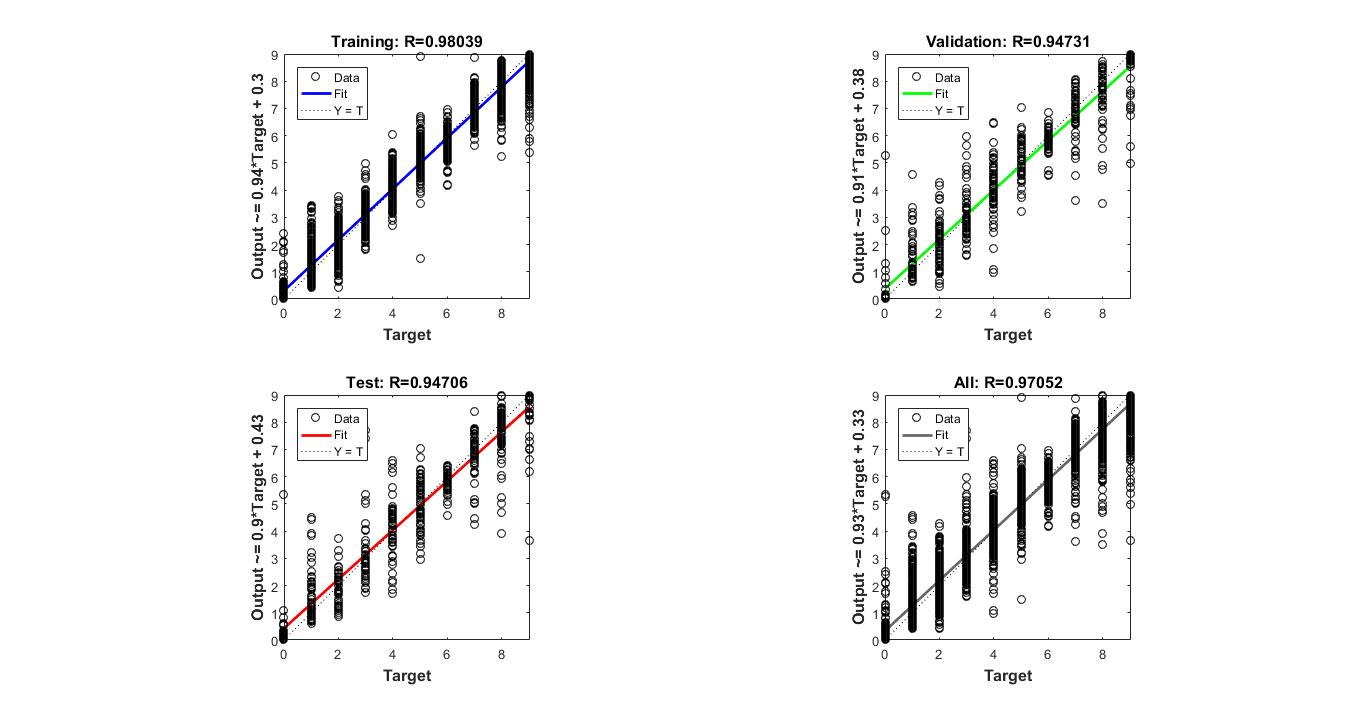 Training: R=0.98039
Output ~= 0.94*Target + 0.3
9
8
7
6
5
4
3
2
1
0
Data
Fit
Y = T
0 2 4 6 8
Target
Validation: R=0.94731
Output ~= 0.91*Target + 0.38
9
8
7
6
5
4
3
2
1
0
Data
Fit
Y = T
0 2 4 6 8
Target
Test: R=0.94706
Output ~= 0.9*Target + 0.43
9
8
7
6
5
4
3
2
1
0
Data
Fit
Y = T
0 2 4 6 8
Target
All: R=0.97052
Output ~= 0.93*Target + 0.33
9
8
7
6
5
4
3
2
1
0
Data
Fit
Y = T
0 2 4 6 8
Target